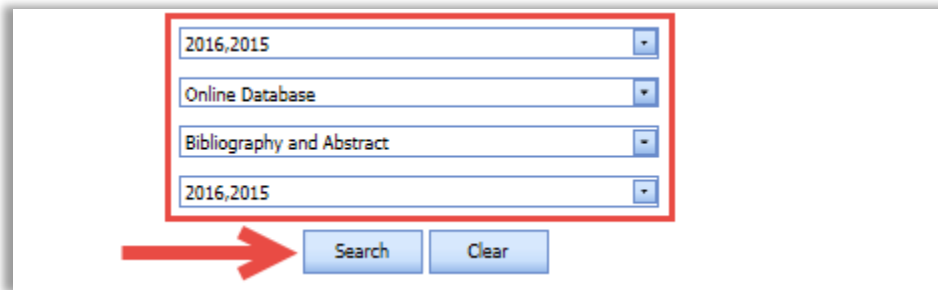 2016,2015
Online Database
Bibliography and Abstract
2016,2015
Search Clear